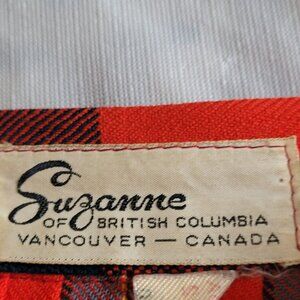 Suzanne
OF BRITISH COLUMBIA
VANCOUVER — CANADA